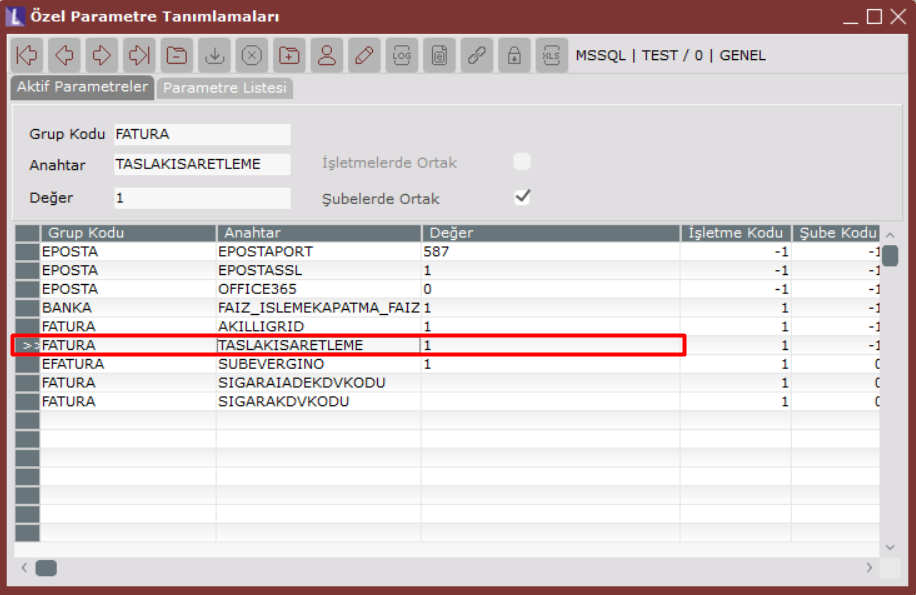 Özel Parametre Tanımlamaları
LOG XLS MSSQL | TEST / 0 | GENEL
Aktif Parametreler Parametre Listesi
Grup Kodu FATURA
Anahtar TASLAKISARETLEME İşletmelerde Ortak
Değer 1 Şubelerde Ortak
Grup Kodu Anahtar Değer İşletme Kodu Şube Kodu
EPOSTA EPOSTAPORT 587 -1 -1
EPOSTA EPOSTASSL 1 -1 -1
EPOSTA OFFICE365 0 -1 -1
BANKA FAIZ_ISLEMEKAPATMA_FAIZ 1 1 -1
FATURA AKILLIGRID 1 1 -1
>> FATURA TASLAKISARETLEME 1 1 -1
EFATURA SUBEVERGINO 1 1 0
FATURA SIGARAIADEKDVKODU 1 0
FATURA SIGARAKDVKODU 1 0